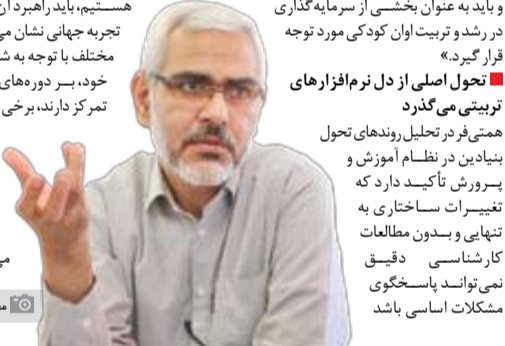 و باید به عنوان بخشی از سرمایه‌گذاری
در رشد و تربیت اوان کودکی مورد توجه
قرار گیرد.»
تحول اصلی از دل نرم‌افزارهای
تربیتی می‌گذرد
همتی‌فر در تحلیل روندهای تحول
بنیادین در نظام آموزش و
پرورش تأکید دارد که
تغییرات ساختاری به
تنهایی و بدون مطالعات
کارشناسی دقیق
نمی‌تواند پاسخگوی
مشکلات اساسی باشد
هستیم، باید راهبرد آن
تجربه جهانی نشان می
مختلف با توجه به ش
خود، بر دوره‌های
تمرکز دارند، برخی